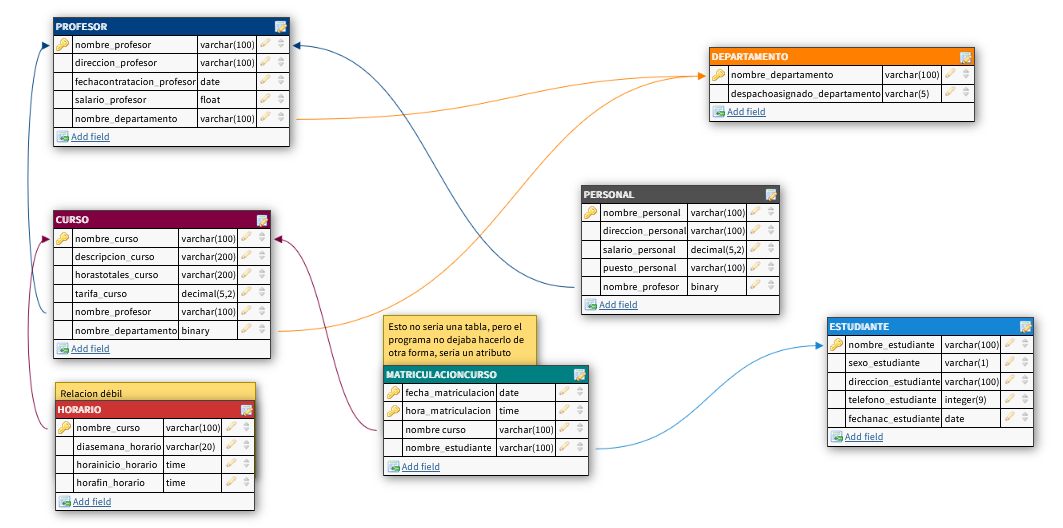 PROFESOR
nombre_profesor varchar(100)
direccion_profesor varchar(100)
fechacontratacion_profesor date
salario_profesor float
nombre_departamento varchar(100)
Add field
DEPARTAMENTO
nombre_departamento varchar(100)
despachoasignado_departamento varchar(5)
Add field
PERSONAL
nombre_personal varchar(100)
direccion_personal varchar(100)
salario_personal decimal(5,2)
puesto_personal varchar(100)
nombre_profesor binary
Add field
CURSO
nombre_curso varchar(100)
descripcion_curso varchar(200)
horastotales_curso varchar(200)
tarifa_curso decimal(5,2)
nombre_profesor varchar(100)
nombre_departamento binary
Add field
Esto no seria una tabla, pero el
programa no dejaba hacerlo de
otra forma, seria un atributo
MATRICULACIONCURSO
fecha_matriculacion date
hora_matriculacion time
nombre curso varchar(100)
nombre_estudiante varchar(100)
Add field
ESTUDIANTE
nombre_estudiante varchar(100)
sexo_estudiante varchar(1)
direccion_estudiante varchar(100)
telefono_estudiante integer(9)
fechanac_estudiante date
Add field
Relacion débil
HORARIO
nombre_curso varchar(100)
diasemana_horario varchar(20)
horainicio_horario time
horafin_horario time
Add field